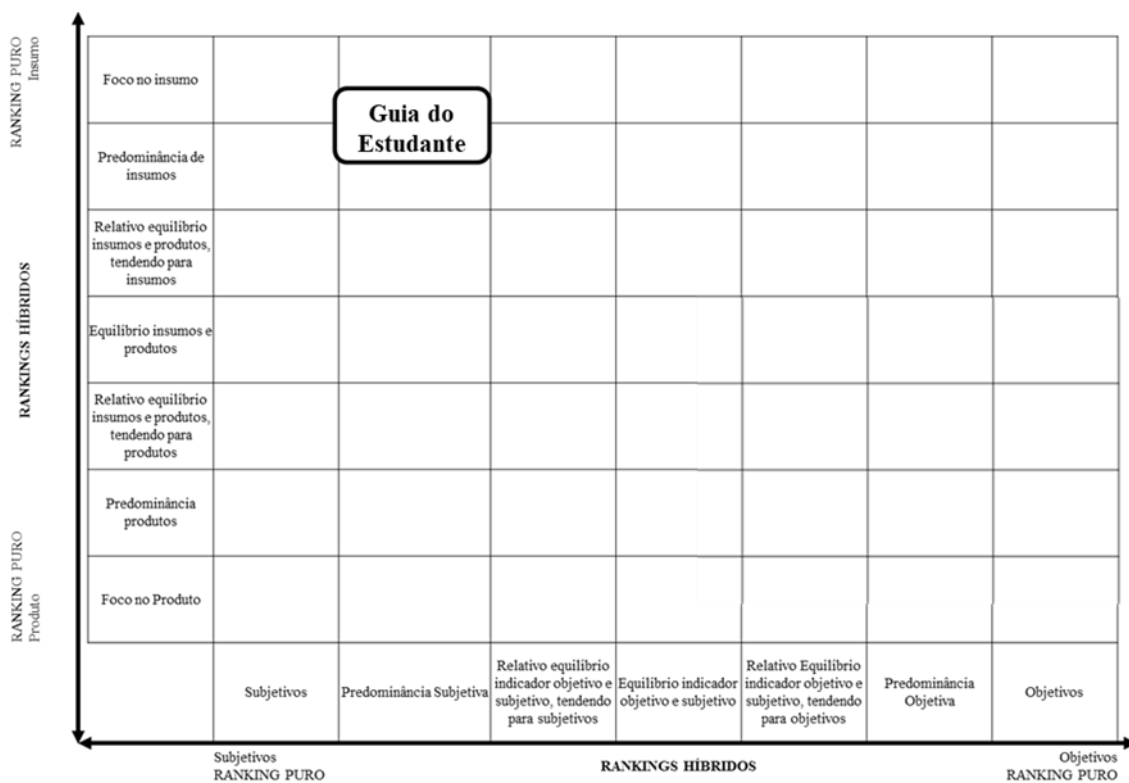 RANKING PURO
Insumo
Foco no insumo
Guia do
Estudante
Predominância de
insumos
Relativo equilíbrio
insumos e produtos,
tendendo para
insumos
RANKINGS HÍBRIDOS
Equilíbrio insumos e
produtos
Relativo equilíbrio
insumos e produtos,
tendendo para
produtos
Predominância
produtos
RANKING PURO
Produto
Foco no Produto
Subjetivos
Predominância Subjetiva
Relativo equilíbrio
indicador objetivo e
subjetivo, tendendo
para subjetivos
Equilíbrio indicador
objetivo e subjetivo
Relativo Equilíbrio
indicador objetivo e
subjetivo, tendendo
para objetivos
Predominância
Objetiva
Objetivos
Subjetivos
RANKING PURO
RANKINGS HÍBRIDOS
Objetivos
RANKING PURO